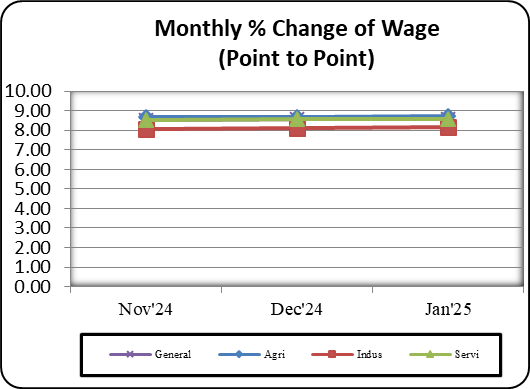 Monthly % Change of Wage
(Point to Point)
10.00
9.00
8.00
7.00
6.00
5.00
4.00
3.00
2.00
1.00
0.00
Nov'24 Dec'24 Jan'25
General Agri Indus Servi